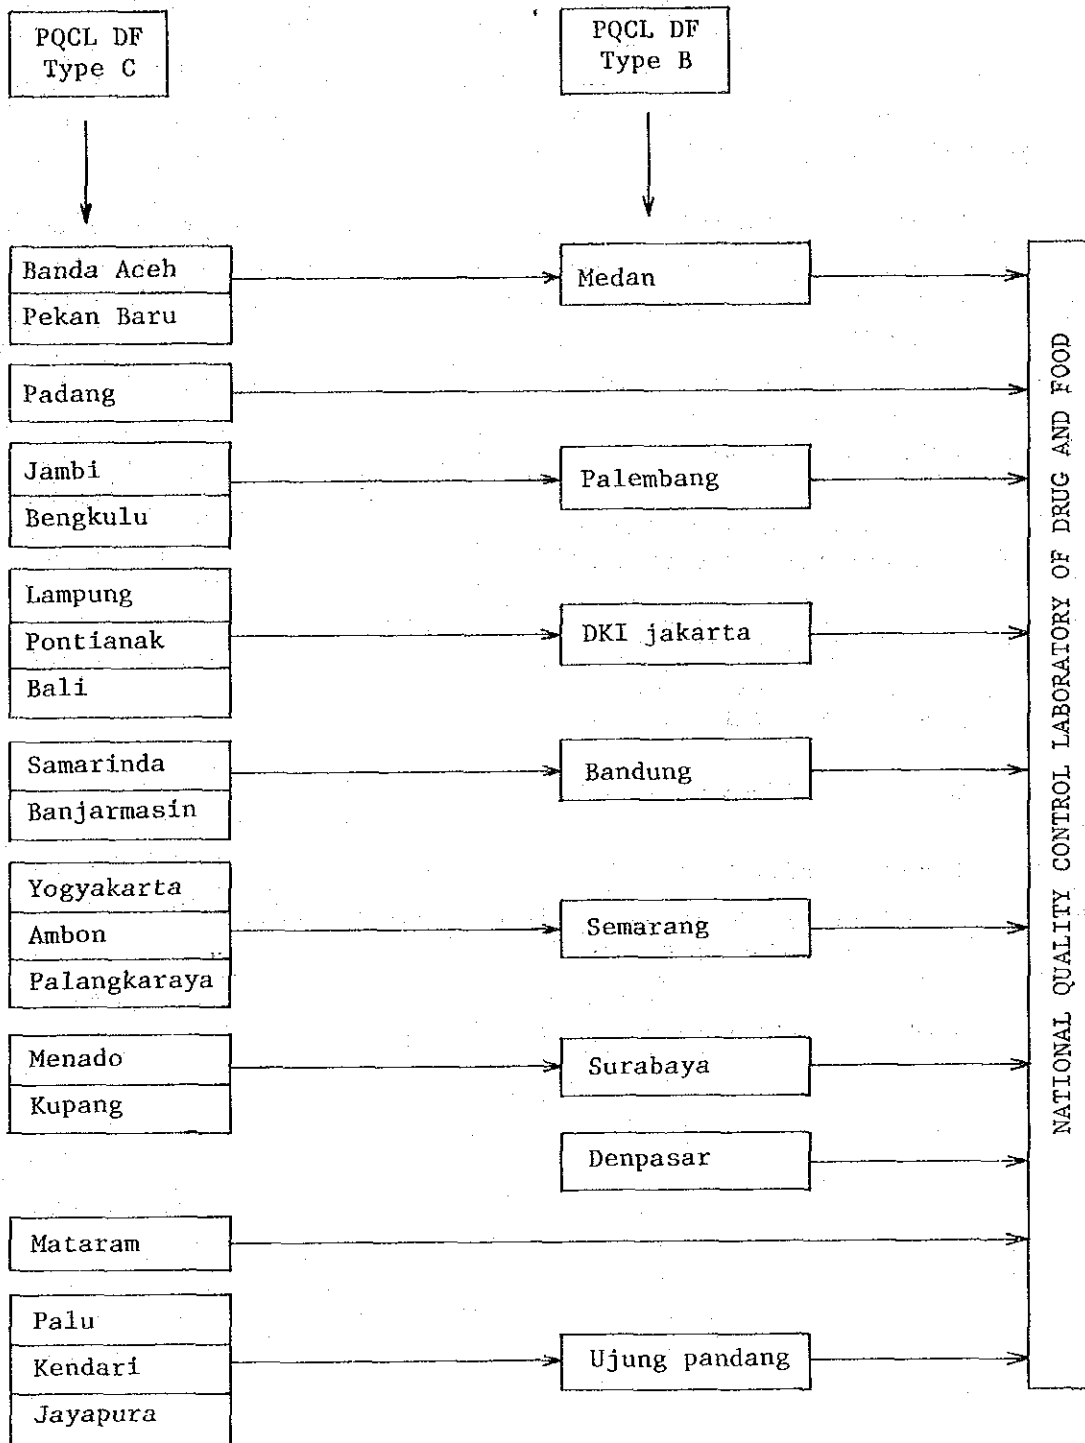 PQCL DF
Type C
PQCL DF
Type B
Banda Aceh
Pekan Baru
Medan
Padang
Jambi
Bengkulu
Palembang
Lampung
Pontianak
Bali
DKI jakarta
Samarinda
Banjarmasin
Bandung
Yogyakarta
Ambon
Palangkaraya
Semarang
Menado
Kupang
Surabaya
Denpasar
Mataram
Palu
Kendari
Jayapura
Ujung pandang
NATIONAL QUALITY CONTROL LABORATORY OF DRUG AND FOOD